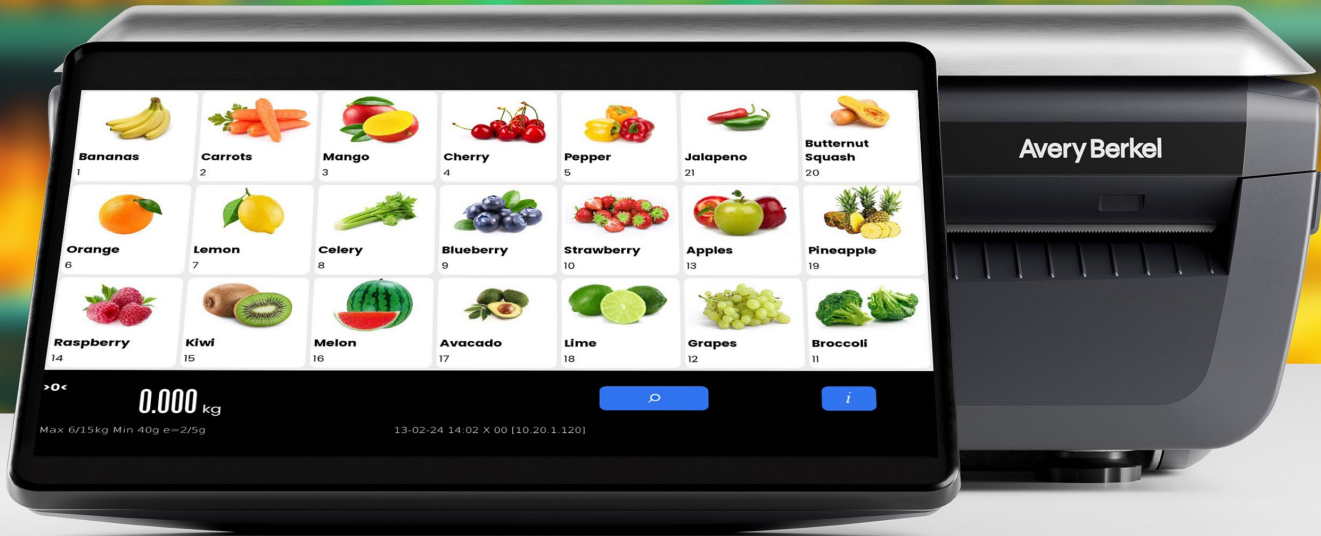 Avery Berkel
Bananas
1
Carrots
2
Mango
3
Cherry
4
Pepper
5
Jalapeno
21
Butternut
Squash
20
Orange
6
Lemon
7
Celery
8
Blueberry
9
Strawberry
10
Apples
13
Pineapple
19
Raspberry
14
Kiwi
15
Melon
16
Avacado
17
Lime
18
Grapes
12
Broccoli
11
>0<
0.000 kg
i
Max 6/15kg Min 40g e=2/5g
13-02-24 14:02 X 00 [10.20.1.120]